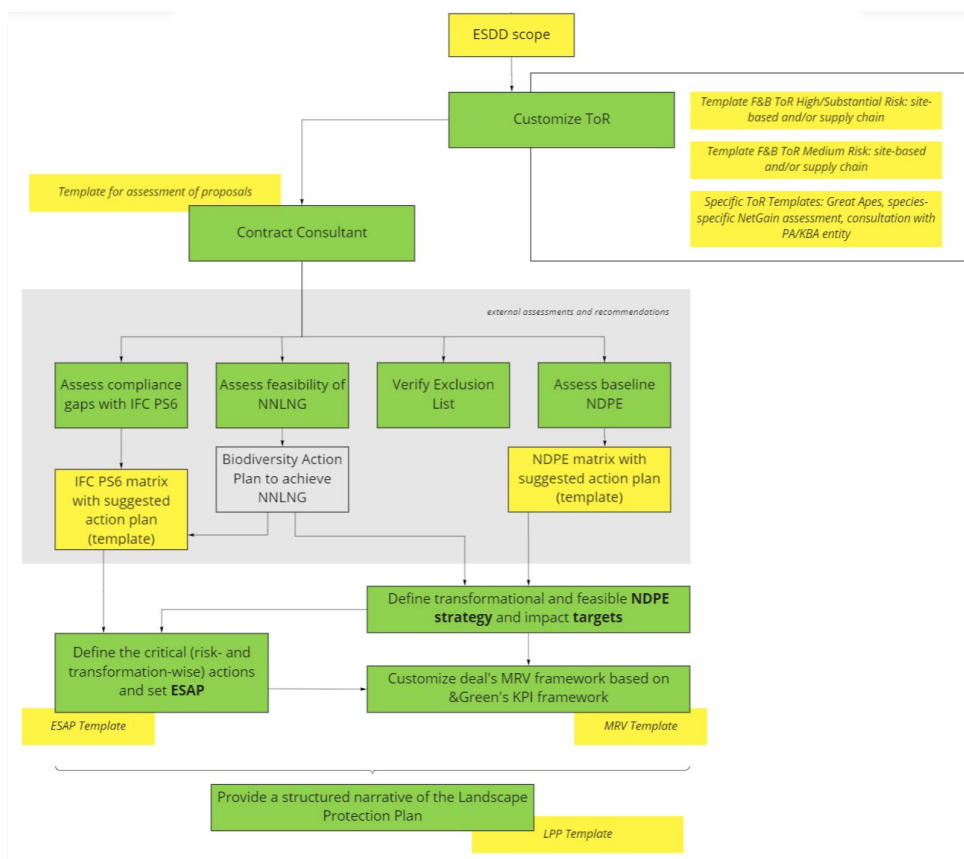 ESDD scope
Customize ToR
Template F&B ToR High/Substantial Risk: site-
based and/or supply chain
Template F&B ToR Medium Risk: site-based
and/or supply chain
Specific ToR Templates: Great Apes, species-
specific NetGain assessment, consultation with
PA/KBA entity
Template for assessment of proposals
Contract Consultant
external assessments and recommendations
Assess compliance
gaps with IFC PS6
Assess feasibility of
NNLNG
Verify Exclusion
List
Assess baseline
NDPE
IFC PS6 matrix
with suggested
action plan
(template)
Biodiversity Action
Plan to achieve
NNLNG
NDPE matrix with
suggested action plan
(template)
Define transformational and feasible NDPE
strategy and impact targets
Define the critical (risk- and
transformation-wise) actions
and set ESAP
Customize deal's MRV framework based on
&Green's KPI framework
ESAP Template
MRV Template
Provide a structured narrative of the Landscape
Protection Plan
LPP Template